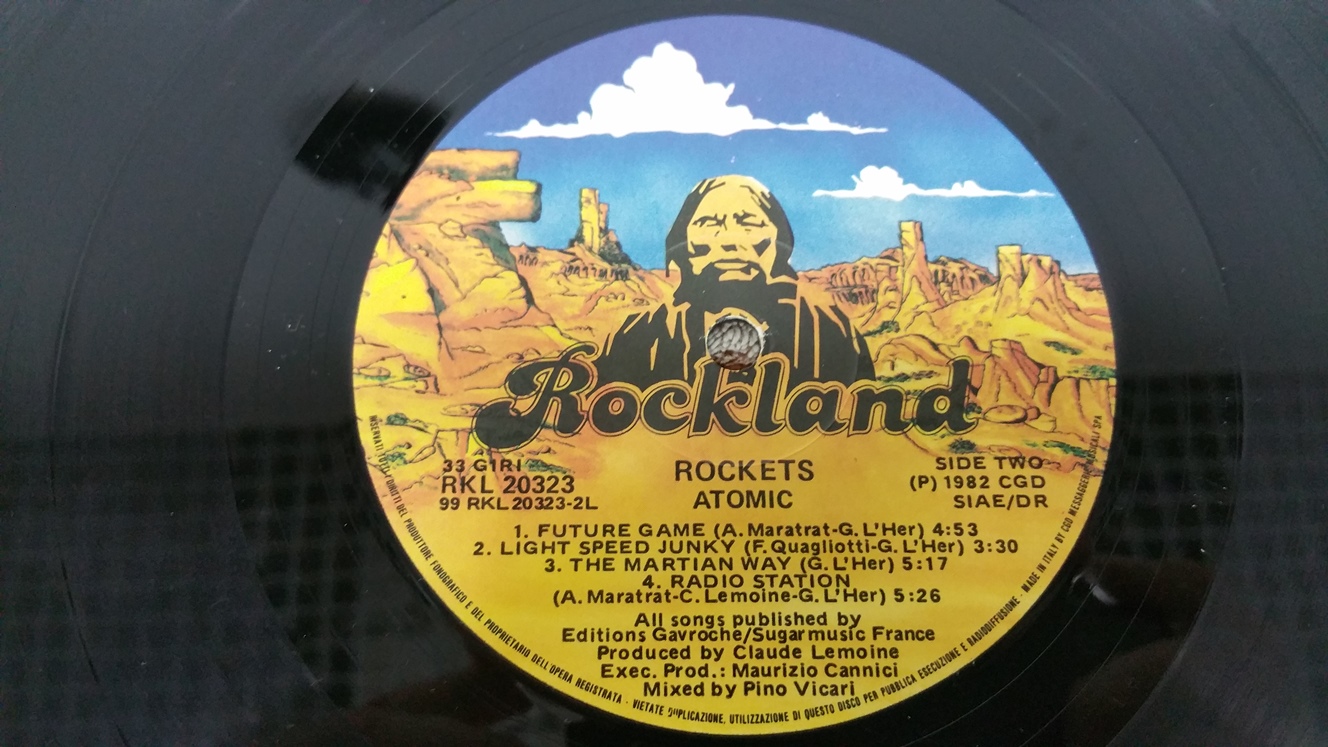 Rockland
33 GIRI
RKL 20323
99 RKL 20323-2L
ROCKETS
ATOMIC
SIDE TWO
(P) 1982 CGD
SIAE/DR
1. FUTURE GAME (A. Maratrat-G. L'Her) 4:53
2. LIGHT SPEED JUNKY (F. Quagliotti-G. L'Her) 3:30
3. THE MARTIAN WAY (G. L'Her) 5:17
4. RADIO STATION
(A. Maratrat-C. Lemoine-G. L'Her) 5:26
All songs published by
Editions Gavroche/Sugarmusic France
Produced by Claude Lemoine
Exec. Prod.: Maurizio Cannici
Mixed by Pino Vicari
DEL PRODUTTORE FONOGRAFICO E DEL PROPRIETARIO DELL'OPERA REGISTRATA · VIETATE DUPLICAZIONE, UTILIZZAZIONE DI QUESTO DISCO PER PUBBLICA ESECUZIONE E RADIODIFFUSIONE · MADE IN ITALY BY CGD MESSAGGERIE MUSICALI SPA